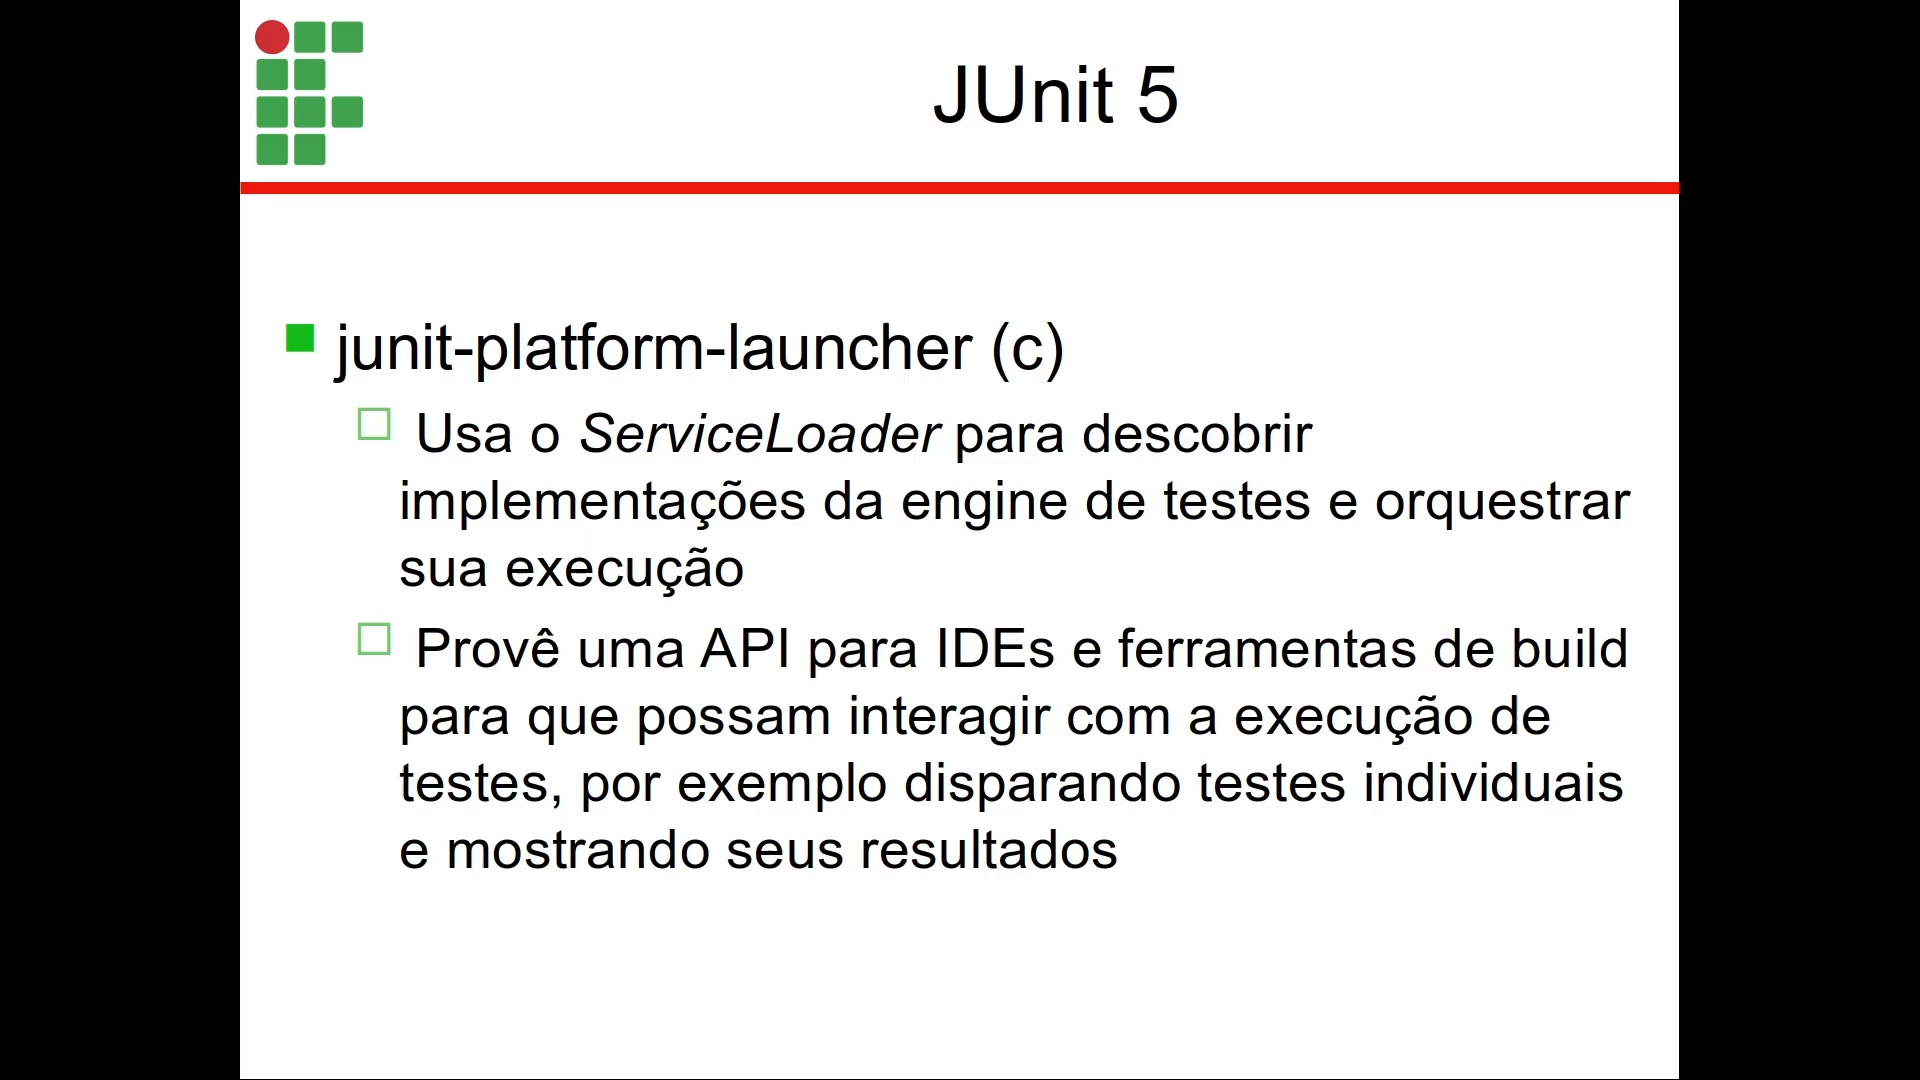 JUnit 5
junit-platform-launcher (c)
Usa o ServiceLoader para descobrir
implementações da engine de testes e orquestrar
sua execução
Provê uma API para IDEs e ferramentas de build
para que possam interagir com a execução de
testes, por exemplo disparando testes individuais
e mostrando seus resultados